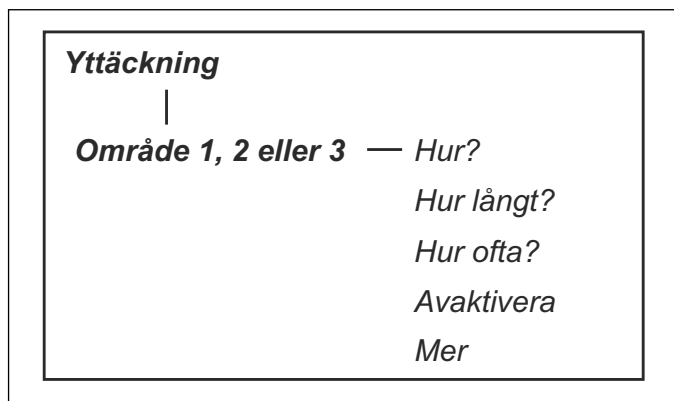 Yttäckning
Område 1, 2 eller 3 — Hur?
Hur långt?
Hur ofta?
Avaktivera
Mer